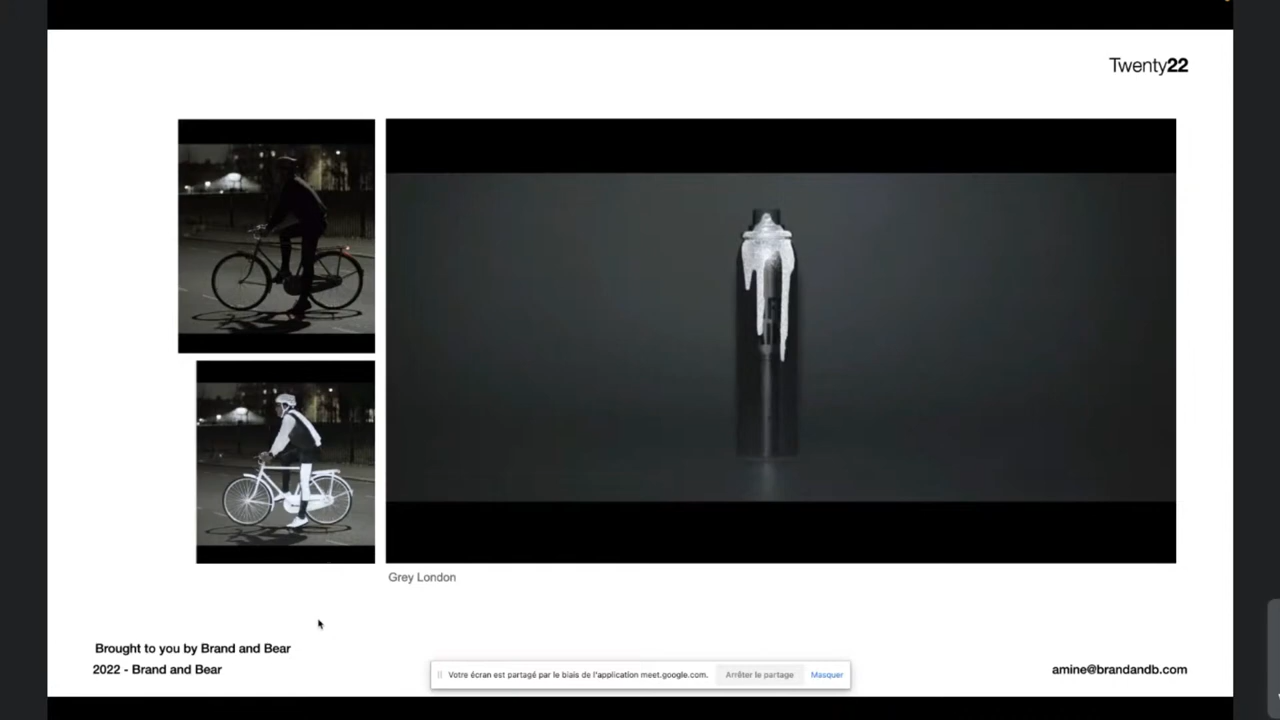 Twenty22
Grey London
Brought to you by Brand and Bear
2022 - Brand and Bear
Votre écran est partagé par le biais de l'application meet.google.com.
Arrêter le partage
Masquer
amine@brandandb.com